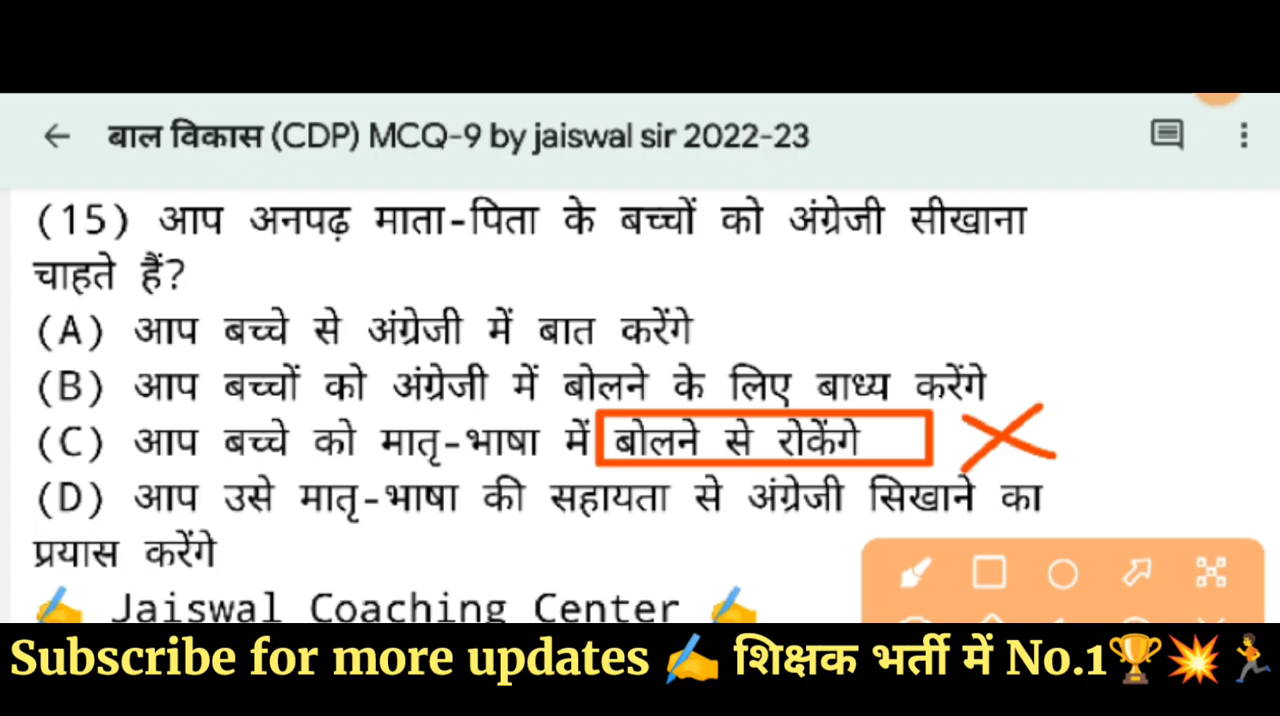 बाल विकास (CDP) MCQ-9 by jaiswal sir 2022-23
(15) आप अनपढ़ माता-पिता के बच्चों को अंग्रेजी सीखाना
चाहते हैं?
(A) आप बच्चे से अंग्रेजी में बात करेंगे
(B) आप बच्चों को अंग्रेजी में बोलने के लिए बाध्य करेंगे
(C) आप बच्चे को मातृ-भाषा में बोलने से रोकेंगे
(D) आप उसे मातृ-भाषा की सहायता से अंग्रेजी सिखाने का
प्रयास करेंगे
✍️ Jaiswal Coaching Center ✍️
Subscribe for more updates ✍️ शिक्षक भर्ती में No.1🏆💥🏃